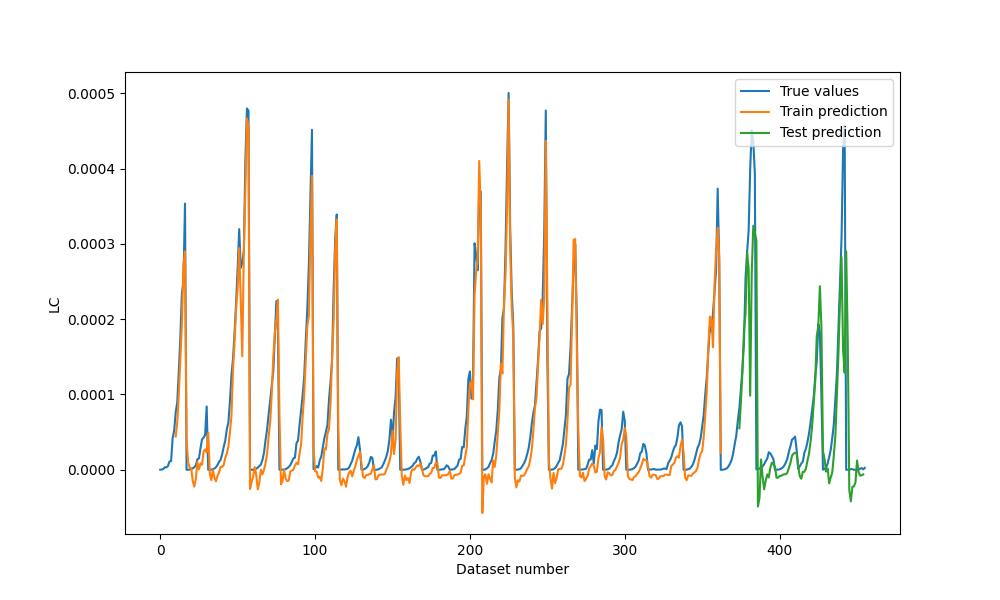 True values
Train prediction
Test prediction
0.0005
0.0004
0.0003
0.0002
0.0001
0.0000
LC
0
100
200
300
400
Dataset number